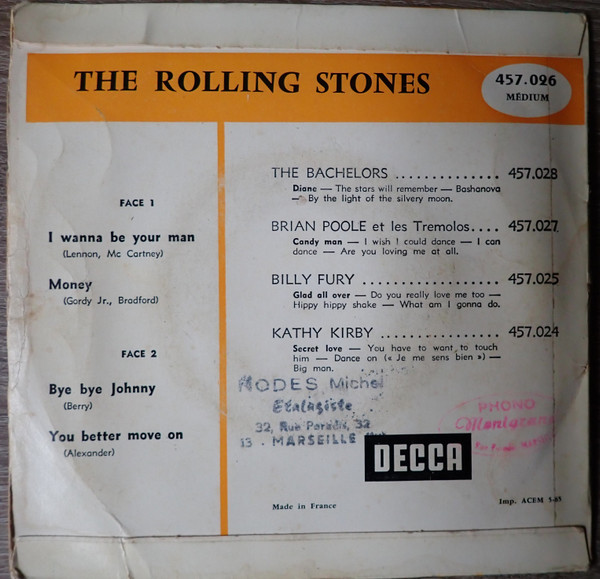 THE ROLLING STONES
457.026
MÉDIUM
FACE 1
I wanna be your man
(Lennon, Mc Cartney)
Money
(Gordy Jr., Bradford)
FACE 2
Bye bye Johnny
(Berry)
You better move on
(Alexander)
THE BACHELORS .............. 457.028
Diane — The stars will remember — Bashanova
— By the light of the silvery moon.
BRIAN POOLE et les Tremolos.... 457.027
Candy man — I wish I could dance — I can
dance — Are you loving me at all.
BILLY FURY .................. 457.025
Glad all over — Do you really love me too —
Hippy hippy shake — What am I gonna do.
KATHY KIRBY ................ 457.024
Secret love — You have to want to touch
him — Dance on (« Je me sens bien ») —
Big man.
NODES Michel
Etalagiste
32, Rue Paradis, 32
13 - MARSEILLE
PHONO
DECCA
Made in France
Imp. ACEM 5-65